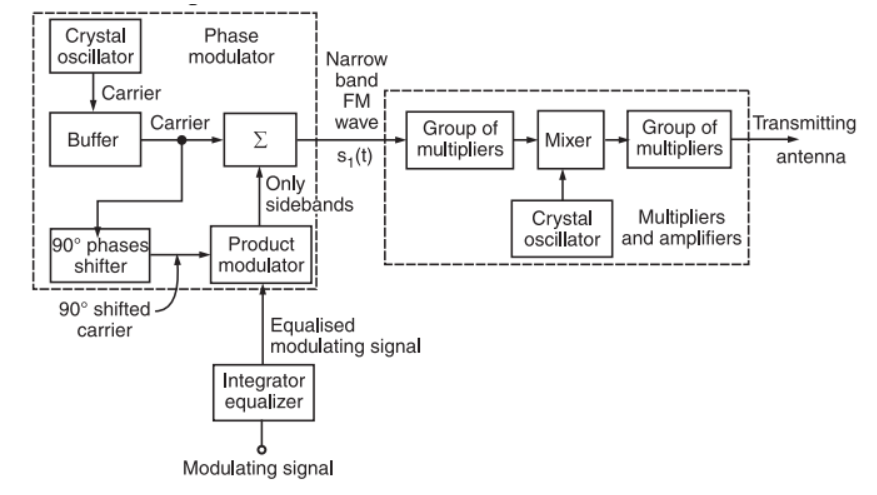 Crystal
oscillator
Phase
modulator
Carrier
Buffer
Carrier
Σ
Only
sidebands
90° phases
shifter
Product
modulator
90° shifted
carrier
Equalised
modulating signal
Integrator
equalizer
Modulating signal
Narrow
band
FM
wave
s₁(t)
Group of
multipliers
Mixer
Group of
multipliers
Crystal
oscillator
Multipliers
and amplifiers
Transmitting
antenna